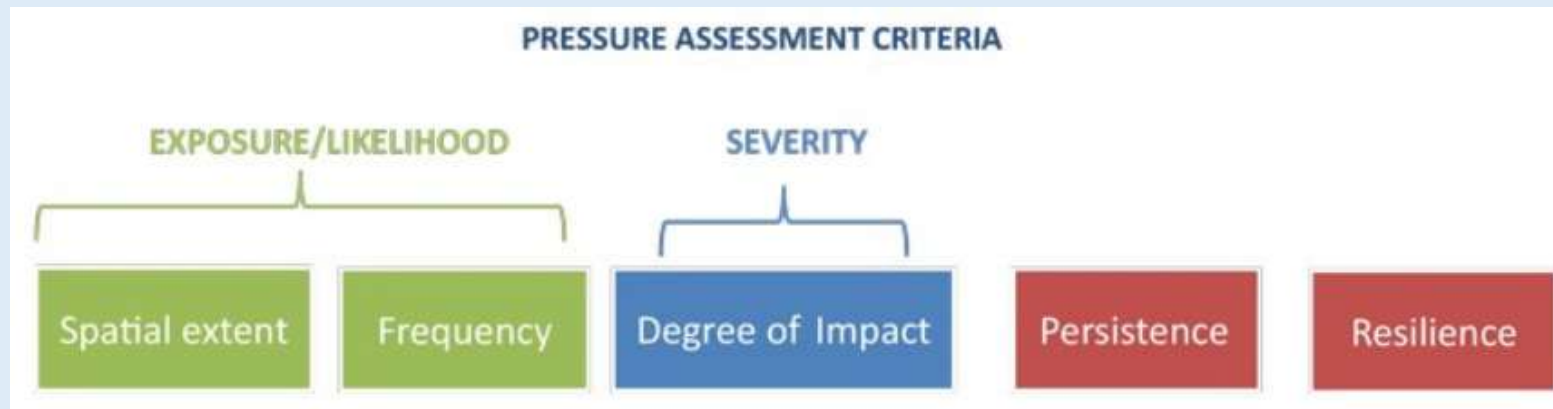 PRESSURE ASSESSMENT CRITERIA
EXPOSURE/LIKELIHOOD
SEVERITY
Spatial extent
Frequency
Degree of Impact
Persistence
Resilience